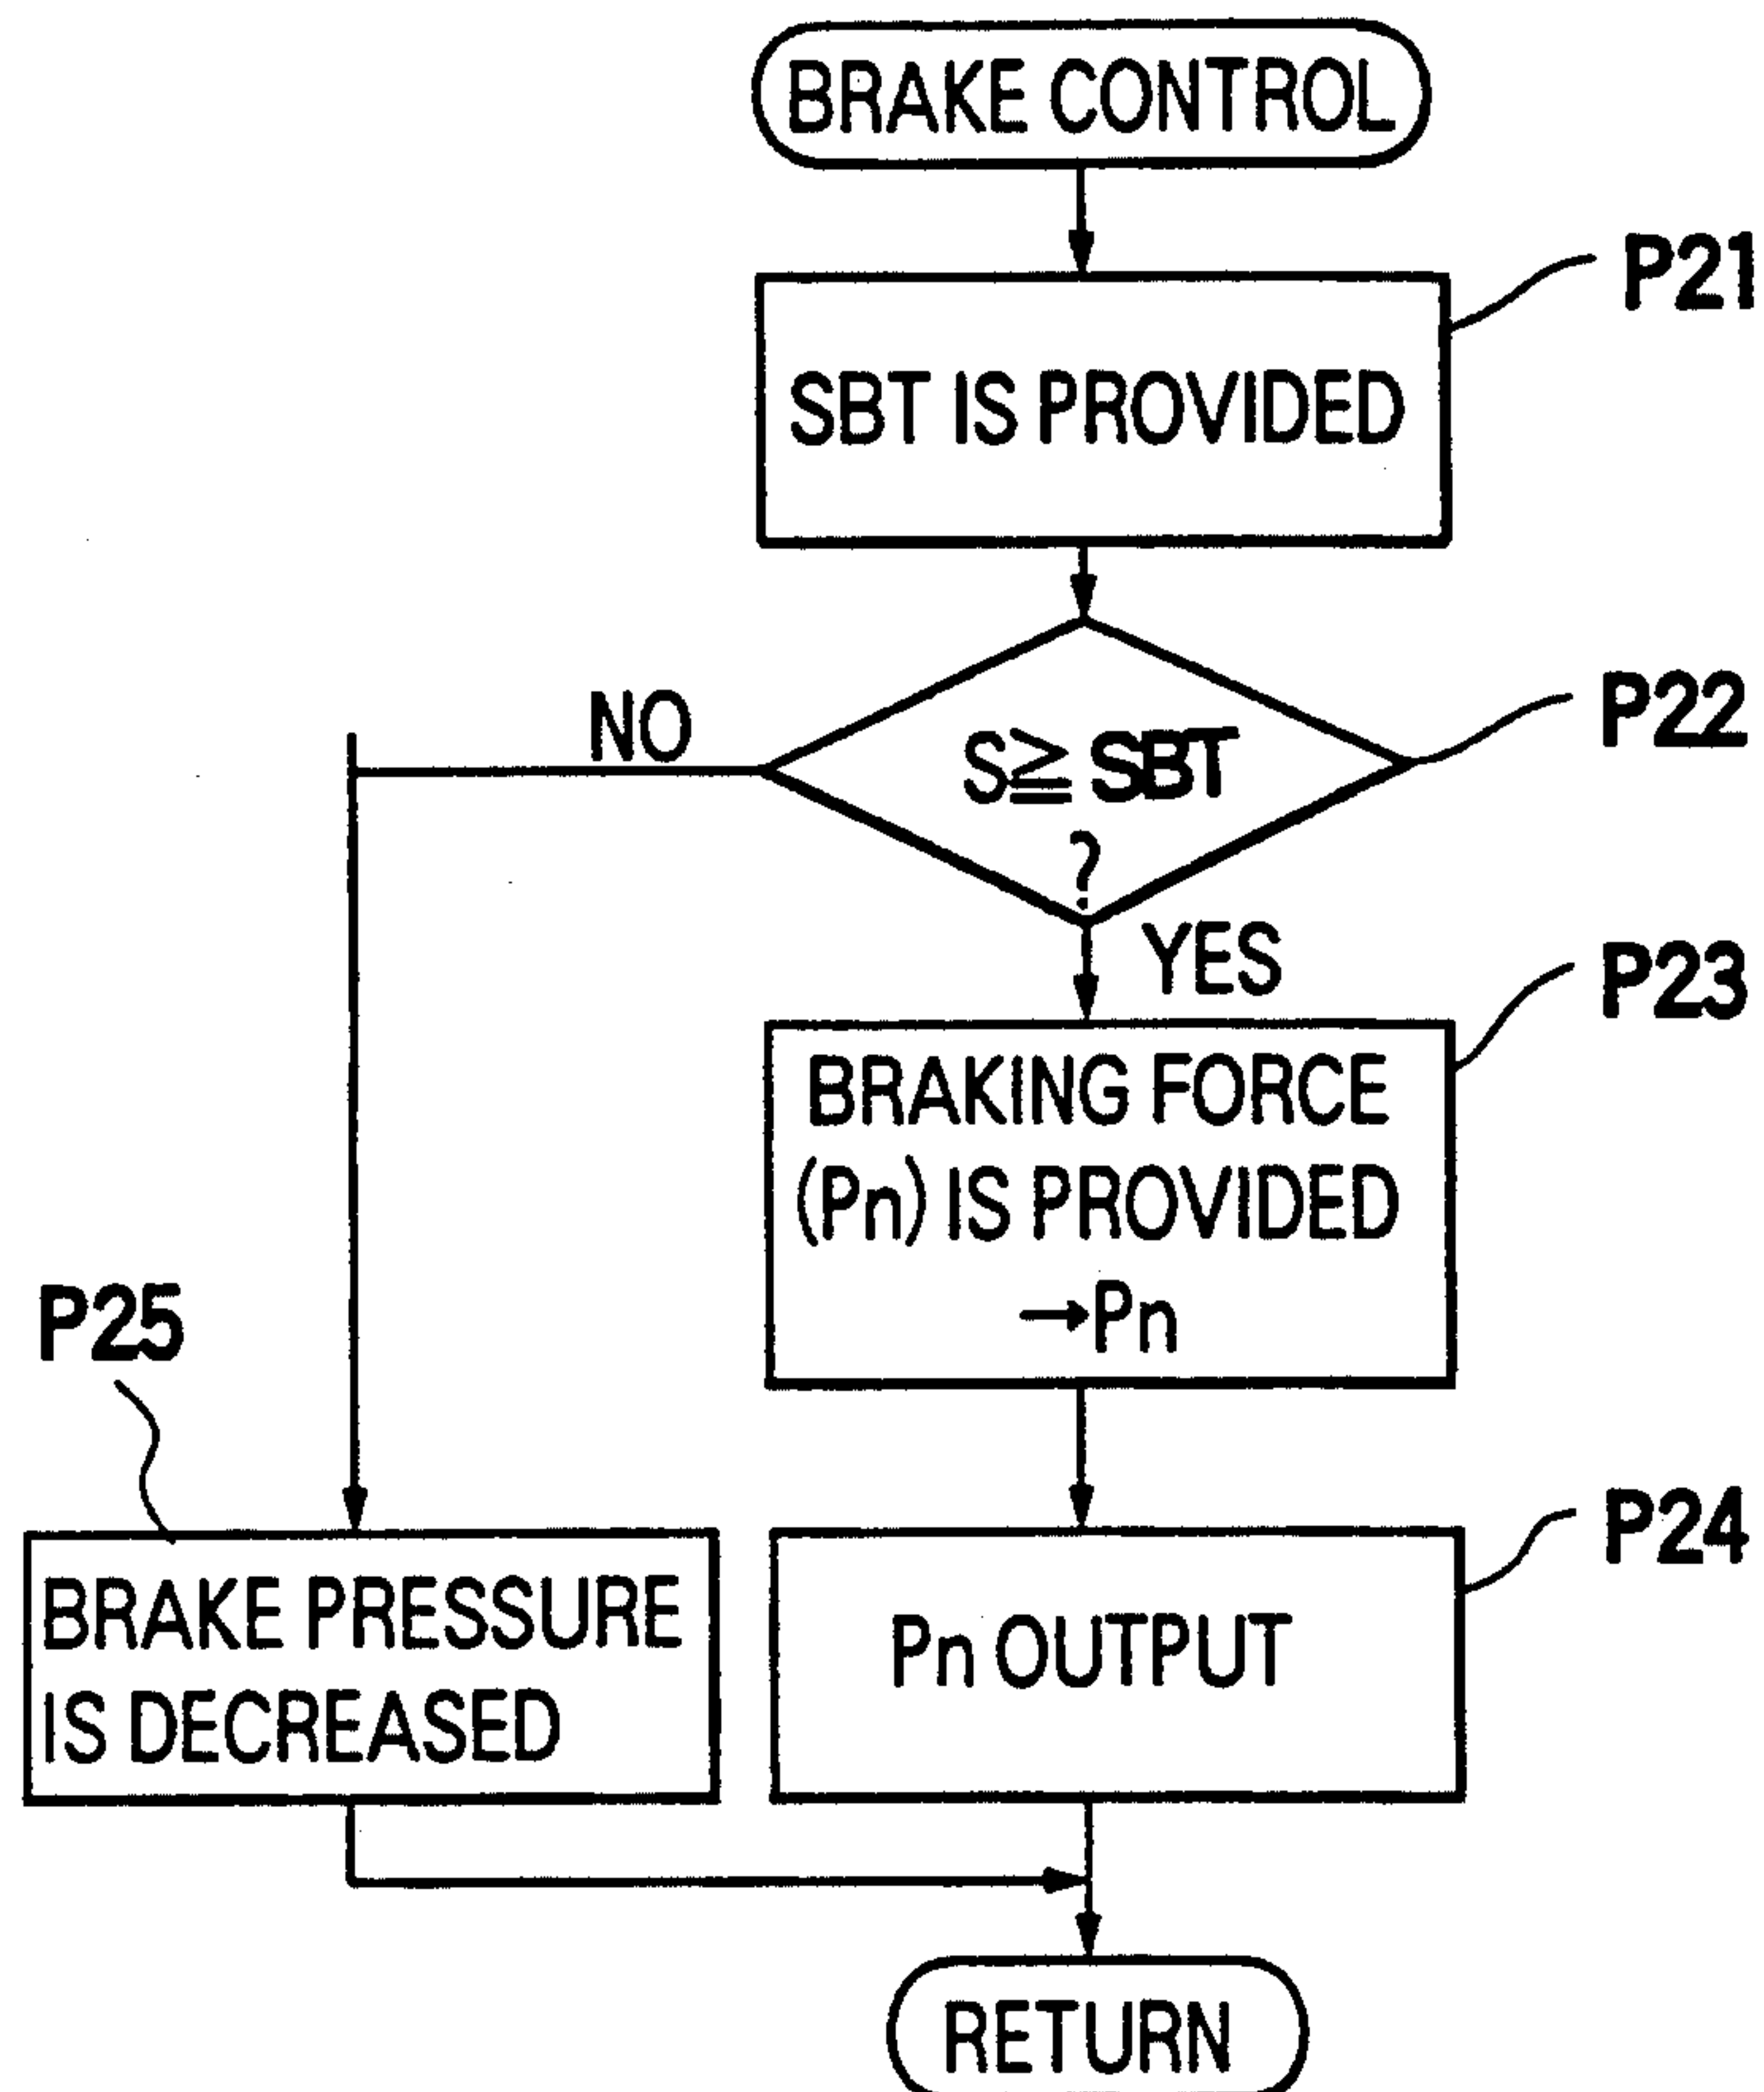 BRAKE CONTROL
P21
SBT IS PROVIDED
P22
NO
S≧ SBT
?
YES
P23
BRAKING FORCE
(Pn) IS PROVIDED
→Pn
P25
P24
BRAKE PRESSURE
IS DECREASED
Pn OUTPUT
RETURN